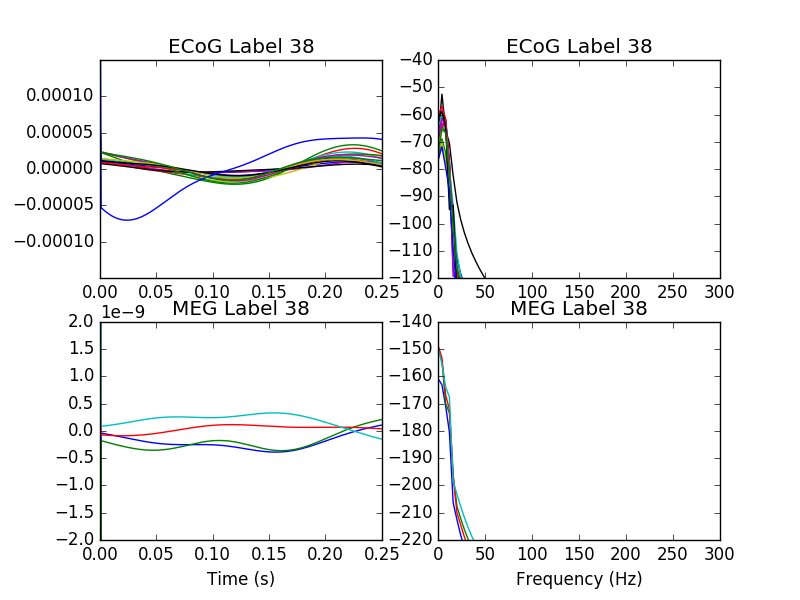 ECoG Label 38
0.00010
0.00005
0.00000
−0.00005
−0.00010
0.00 0.05 0.10 0.15 0.20 0.25
ECoG Label 38
−40
−50
−60
−70
−80
−90
−100
−110
−120
0 50 100 150 200 250 300
1e−9
MEG Label 38
2.0
1.5
1.0
0.5
0.0
−0.5
−1.0
−1.5
−2.0
0.00 0.05 0.10 0.15 0.20 0.25
Time (s)
MEG Label 38
−140
−150
−160
−170
−180
−190
−200
−210
−220
0 50 100 150 200 250 300
Frequency (Hz)